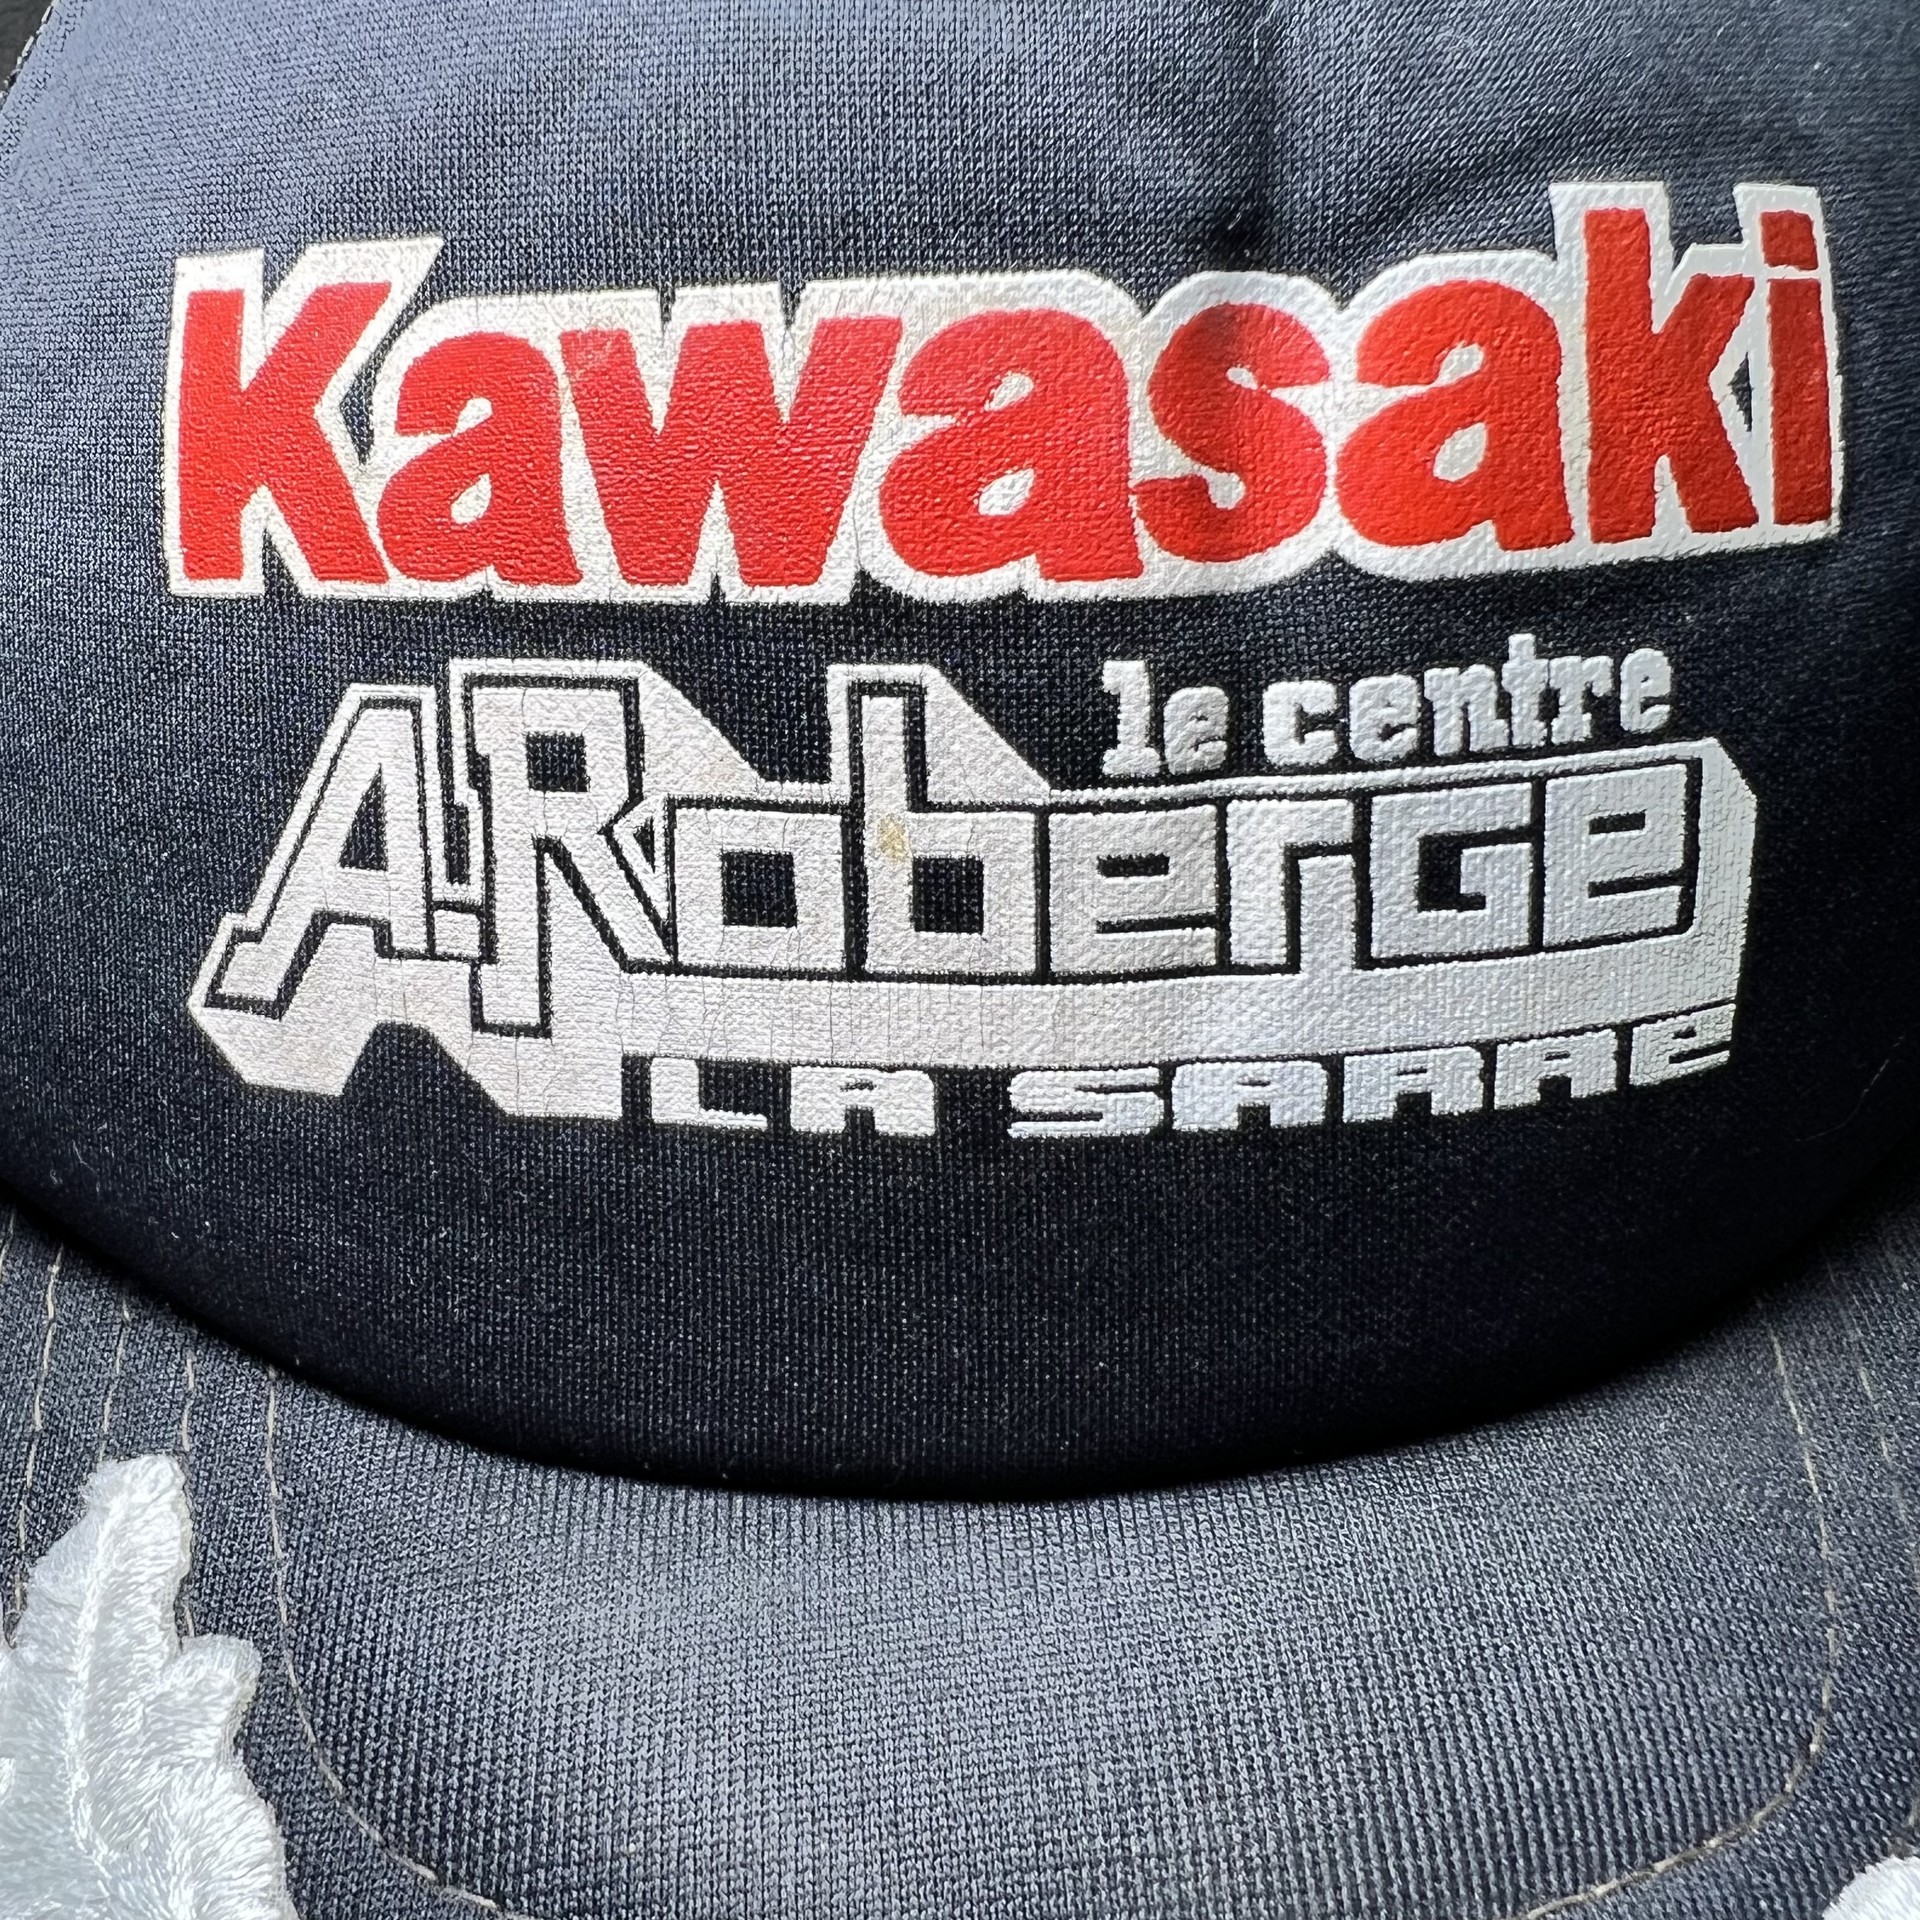 Kawasaki
le centre
A.Roberge
LA SARRE